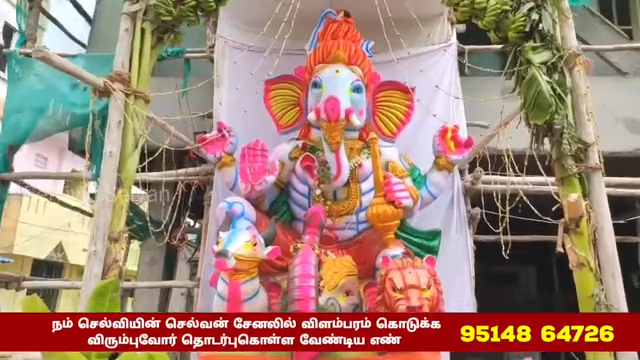 நம் செல்வியின் செல்வன் சேனலில் விளம்பரம் கொடுக்க
விரும்புவோர் தொடர்புகொள்ள வேண்டிய எண்
95148 64726